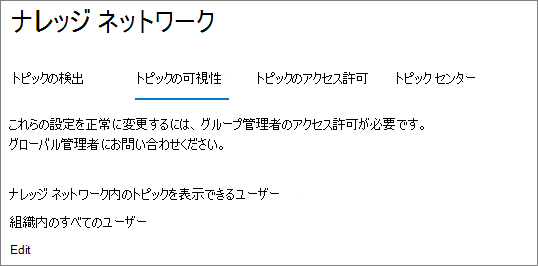 ナレッジ ネットワーク
トピックの検出 トピックの可視性 トピックのアクセス許可 トピック センター
これらの設定を正常に変更するには、グループ管理者のアクセス許可が必要です。
グローバル管理者にお問い合わせください。
ナレッジ ネットワーク内のトピックを表示できるユーザー
組織内のすべてのユーザー
Edit